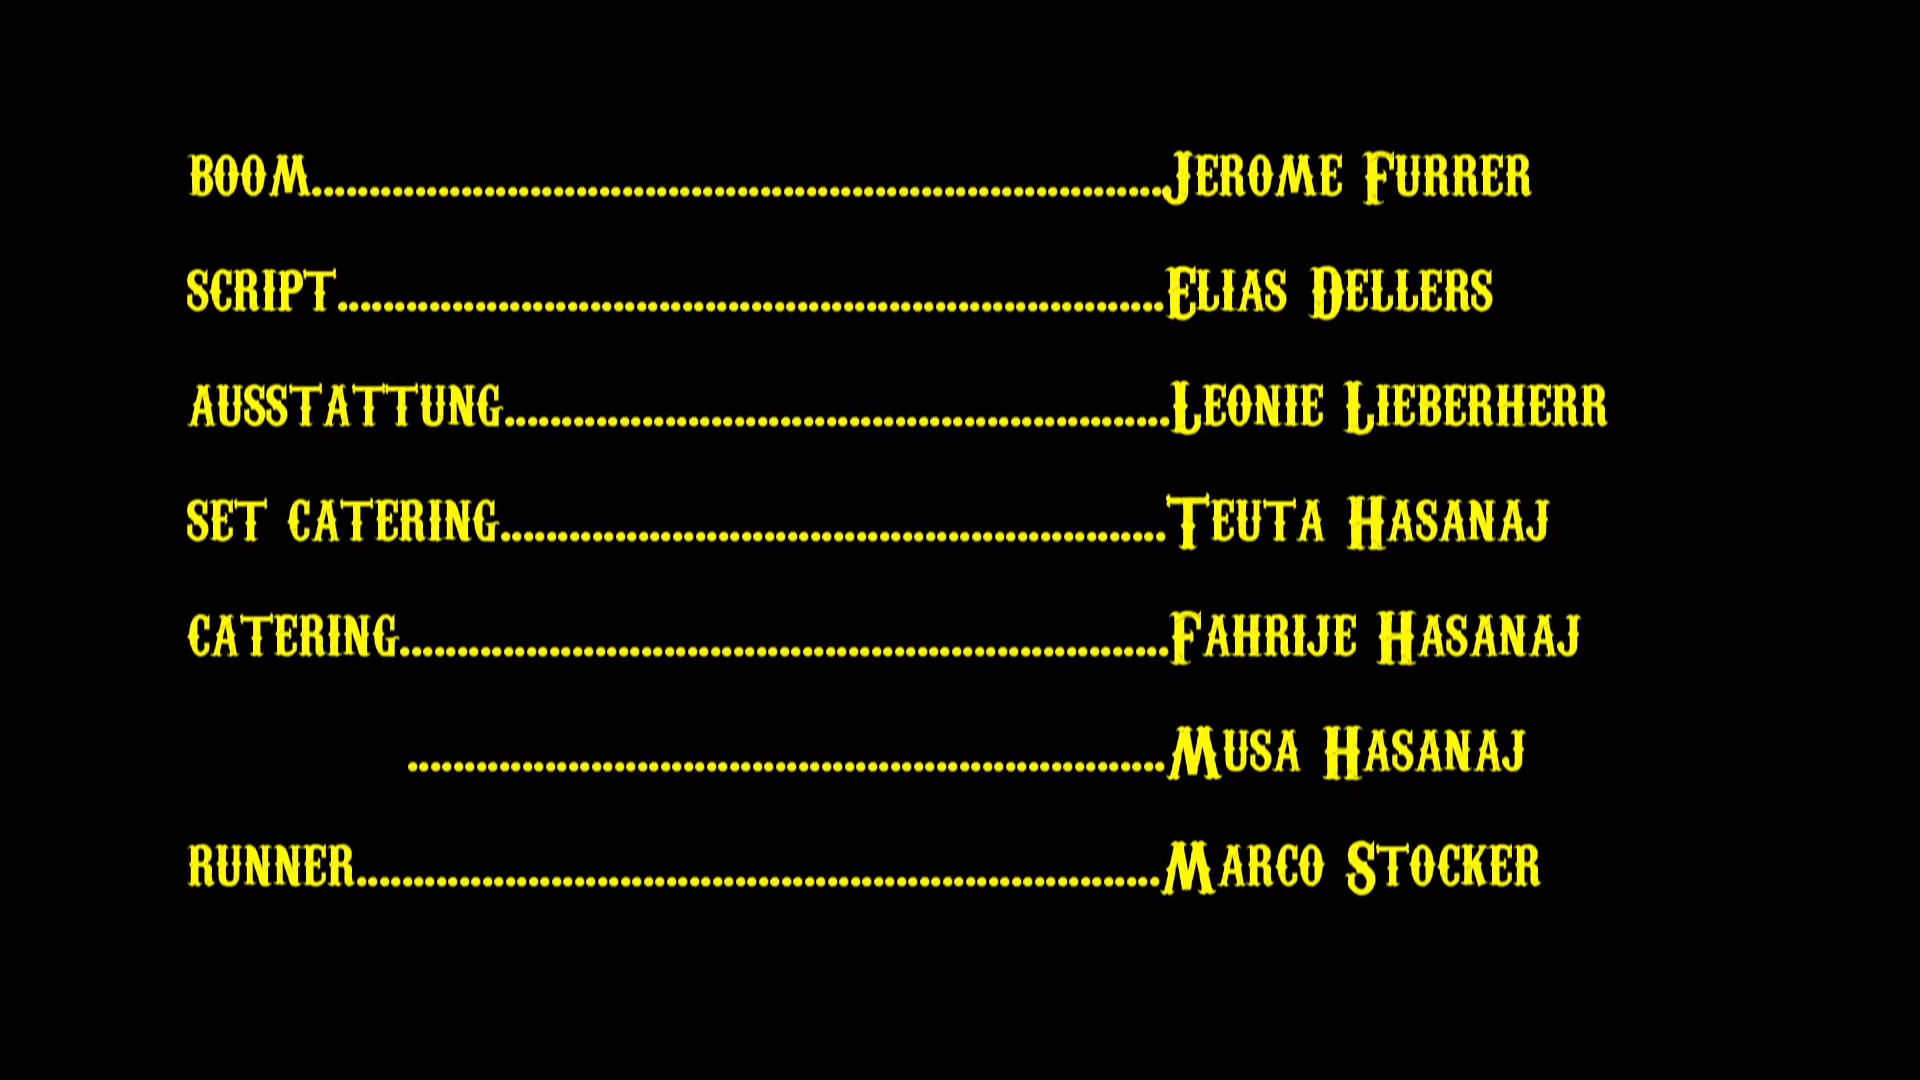 BOOM..........................................................................JEROME FURRER
SCRIPT........................................................................ELIAS DELLERS
AUSSTATTUNG..........................................................LEONIE LIEBERHERR
SET CATERING..........................................................TEUTA HASANAJ
CATERING...................................................................FAHRIJE HASANAJ
..................................................................MUSA HASANAJ
RUNNER......................................................................MARCO STOCKER